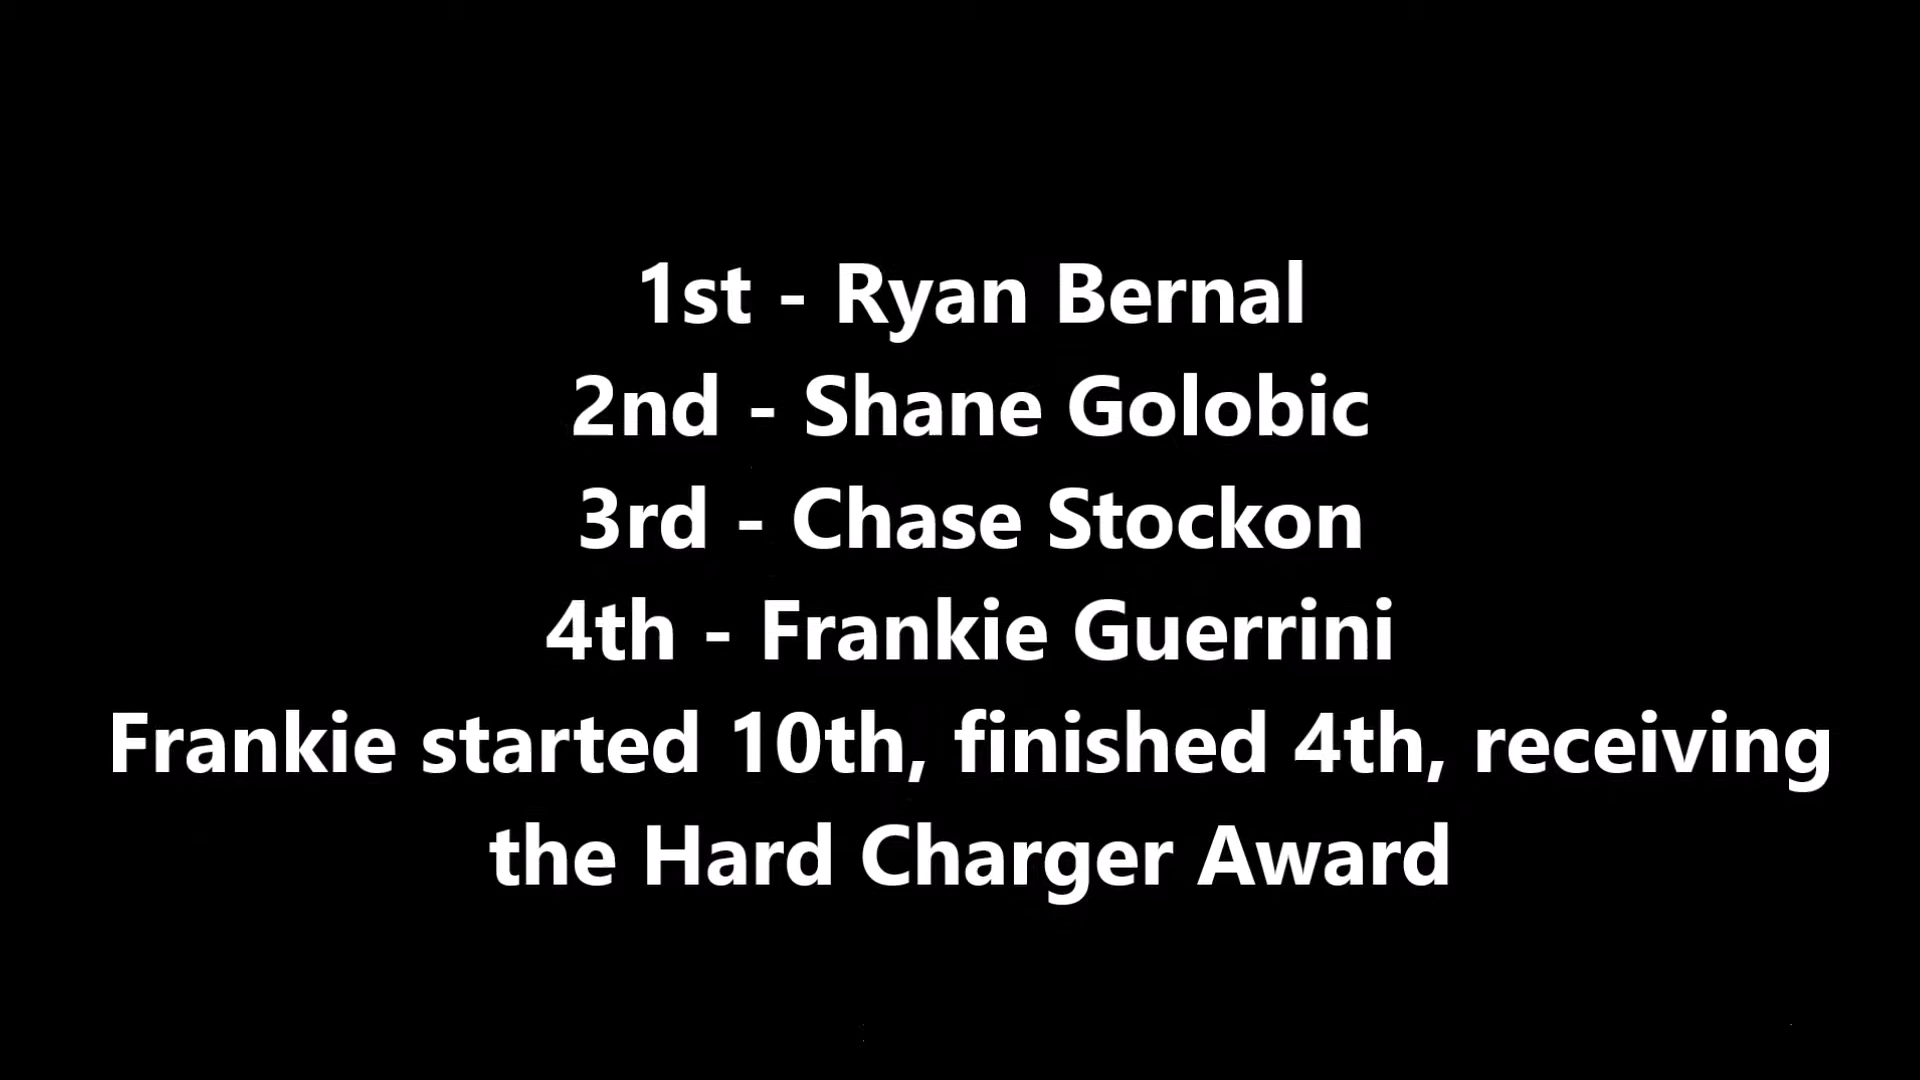 1st - Ryan Bernal
2nd - Shane Golobic
3rd - Chase Stockon
4th - Frankie Guerrini
Frankie started 10th, finished 4th, receiving
the Hard Charger Award